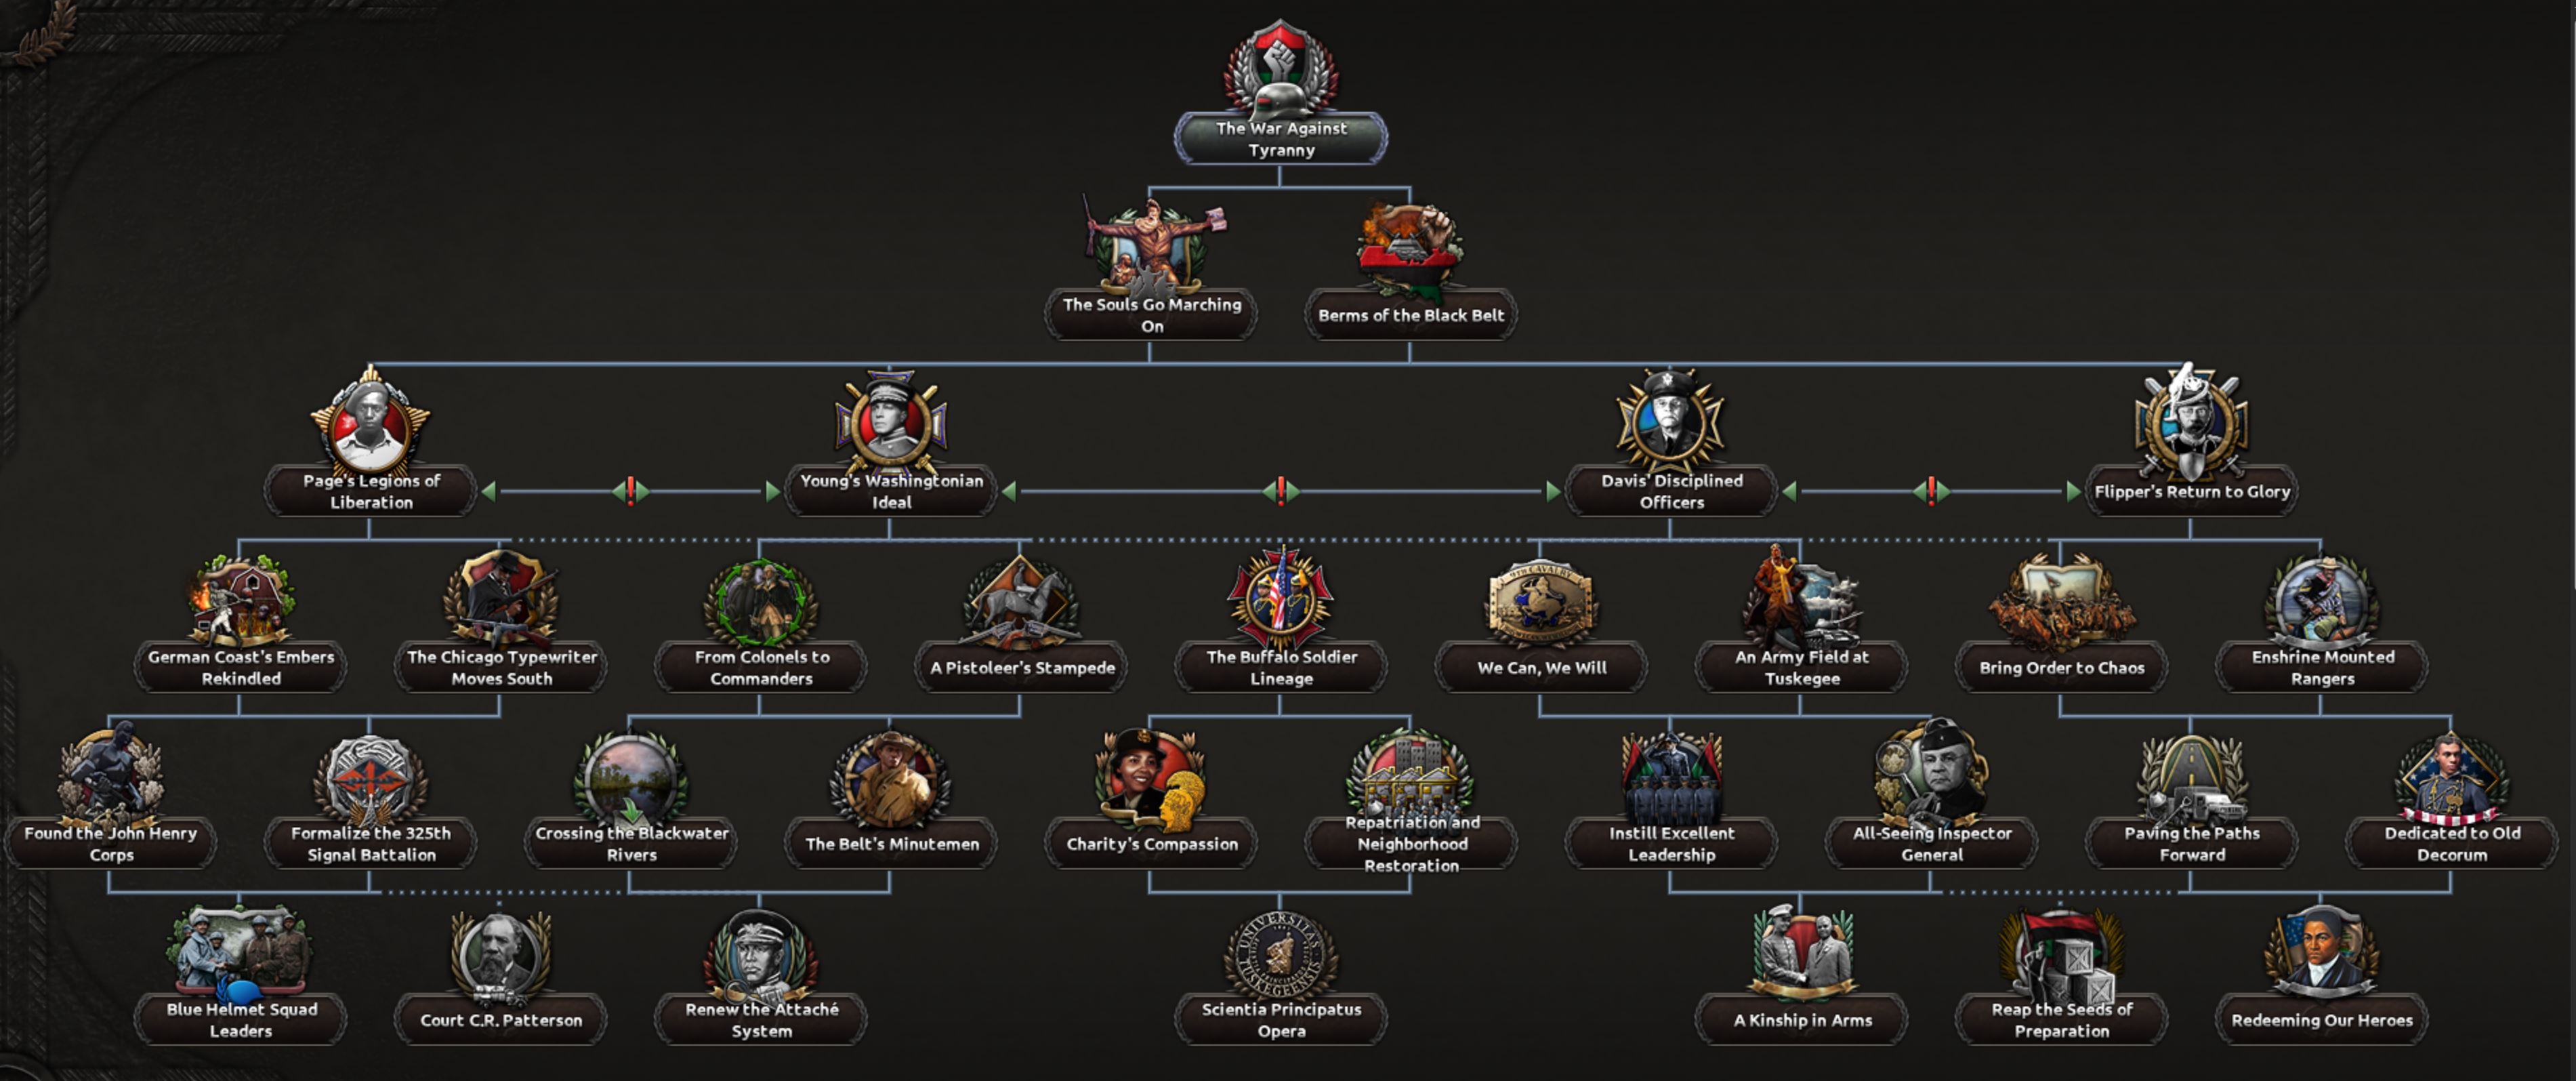 The War Against
Tyranny
The Souls Go Marching
On
Berms of the Black Belt
Page's Legions of
Liberation
Young's Washingtonian
Ideal
Davis' Disciplined
Officers
Flipper's Return to Glory
German Coast's Embers
Rekindled
The Chicago Typewriter
Moves South
From Colonels to
Commanders
A Pistoleer's Stampede
The Buffalo Soldier
Lineage
9TH CAVALRY
We Can, We Will
An Army Field at
Tuskegee
Bring Order to Chaos
Enshrine Mounted
Rangers
Found the John Henry
Corps
Formalize the 325th
Signal Battalion
Crossing the Blackwater
Rivers
The Belt's Minutemen
Charity's Compassion
Repatriation and
Neighborhood
Restoration
Instill Excellent
Leadership
All-Seeing Inspector
General
Paving the Paths
Forward
Dedicated to Old
Decorum
Blue Helmet Squad
Leaders
Court C.R. Patterson
Renew the Attaché
System
UNIVERSITAS
TUSKEGEENSIS
Scientia Principatus
Opera
A Kinship in Arms
Reap the Seeds of
Preparation
Redeeming Our Heroes